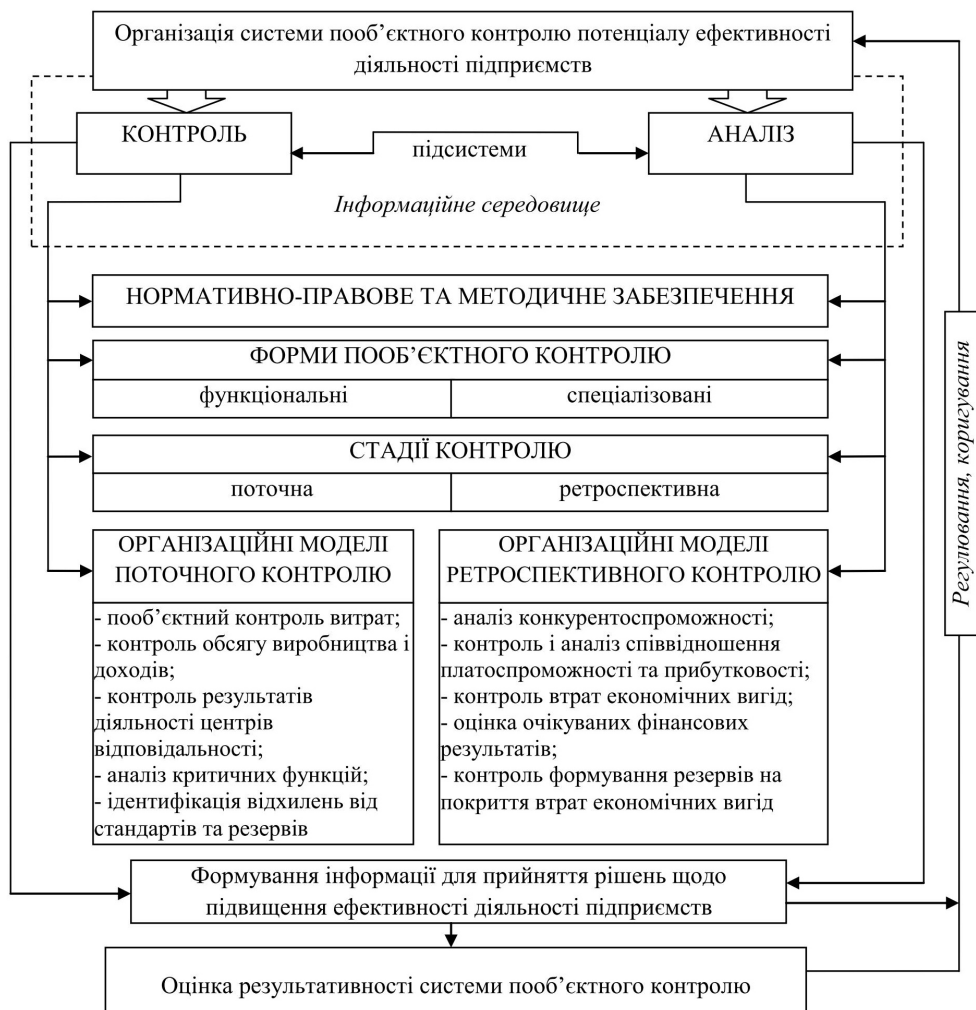 Організація системи пооб’єктного контролю потенціалу ефективності
діяльності підприємств
КОНТРОЛЬ
підсистеми
АНАЛІЗ
Інформаційне середовище
НОРМАТИВНО-ПРАВОВЕ ТА МЕТОДИЧНЕ ЗАБЕЗПЕЧЕННЯ
ФОРМИ ПООБ’ЄКТНОГО КОНТРОЛЮ
функціональні
спеціалізовані
СТАДІЇ КОНТРОЛЮ
поточна
ретроспективна
ОРГАНІЗАЦІЙНІ МОДЕЛІ
ПОТОЧНОГО КОНТРОЛЮ
- пооб’єктний контроль витрат;
- контроль обсягу виробництва і
доходів;
- контроль результатів
діяльності центрів
відповідальності;
- аналіз критичних функцій;
- ідентифікація відхилень від
стандартів та резервів
ОРГАНІЗАЦІЙНІ МОДЕЛІ
РЕТРОСПЕКТИВНОГО КОНТРОЛЮ
- аналіз конкурентоспроможності;
- контроль і аналіз співвідношення
платоспроможності та прибутковості;
- контроль втрат економічних вигід;
- оцінка очікуваних фінансових
результатів;
- контроль формування резервів на
покриття втрат економічних вигід
Регулювання, коригування
Формування інформації для прийняття рішень щодо
підвищення ефективності діяльності підприємств
Оцінка результативності системи пооб’єктного контролю